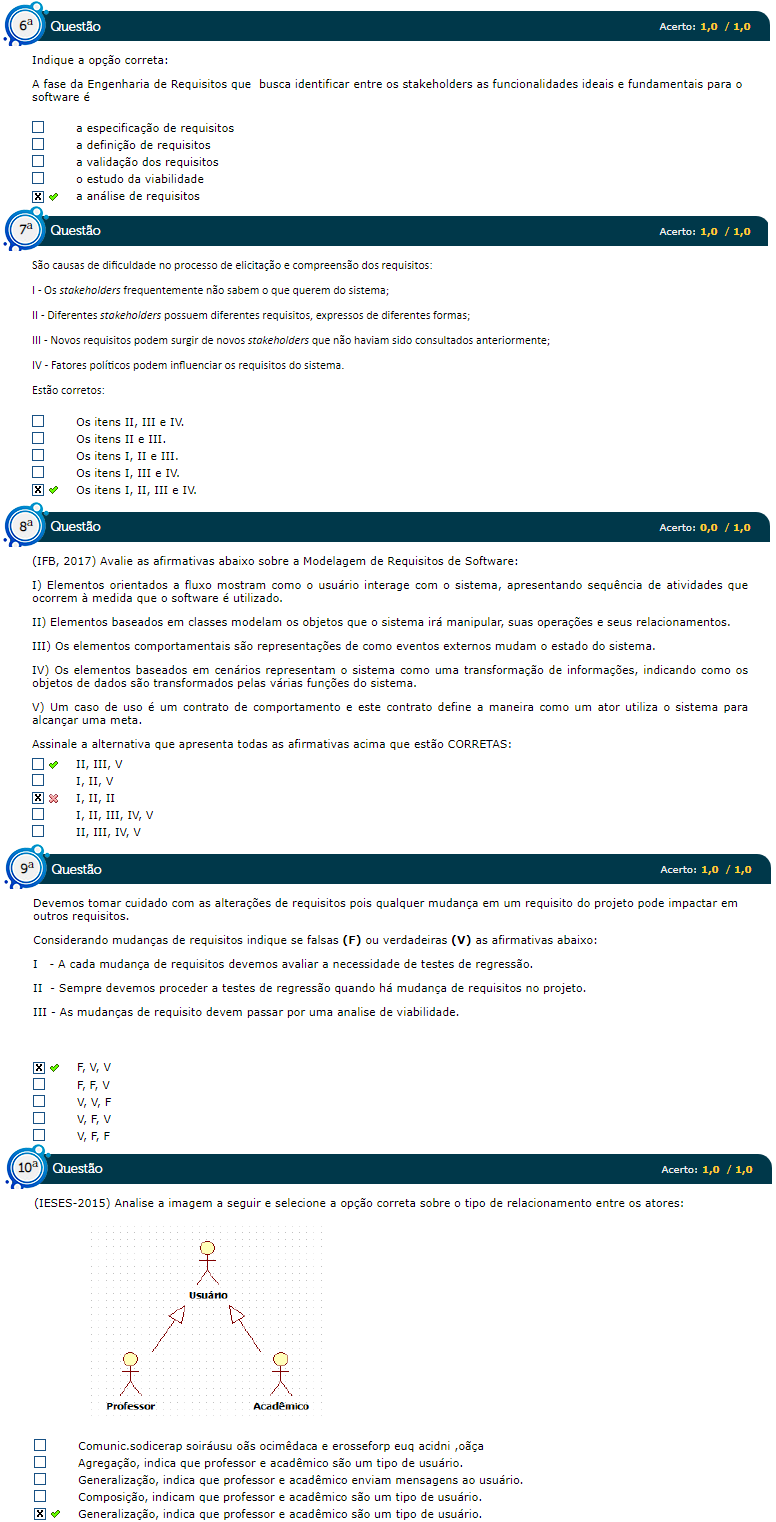 6ª Questão Acerto: 1,0 / 1,0
Indique a opção correta:
A fase da Engenharia de Requisitos que busca identificar entre os stakeholders as funcionalidades ideais e fundamentais para o
software é
a especificação de requisitos
a definição de requisitos
a validação dos requisitos
o estudo da viabilidade
a análise de requisitos
7ª Questão Acerto: 1,0 / 1,0
São causas de dificuldade no processo de elicitação e compreensão dos requisitos:
I - Os stakeholders frequentemente não sabem o que querem do sistema;
II - Diferentes stakeholders possuem diferentes requisitos, expressos de diferentes formas;
III - Novos requisitos podem surgir de novos stakeholders que não haviam sido consultados anteriormente;
IV - Fatores políticos podem influenciar os requisitos do sistema.
Estão corretos:
Os itens II, III e IV.
Os itens II e III.
Os itens I, II e III.
Os itens I, III e IV.
Os itens I, II, III e IV.
8ª Questão Acerto: 0,0 / 1,0
(IFB, 2017) Avalie as afirmativas abaixo sobre a Modelagem de Requisitos de Software:
I) Elementos orientados a fluxo mostram como o usuário interage com o sistema, apresentando sequência de atividades que
ocorrem à medida que o software é utilizado.
II) Elementos baseados em classes modelam os objetos que o sistema irá manipular, suas operações e seus relacionamentos.
III) Os elementos comportamentais são representações de como eventos externos mudam o estado do sistema.
IV) Os elementos baseados em cenários representam o sistema como uma transformação de informações, indicando como os
objetos de dados são transformados pelas várias funções do sistema.
V) Um caso de uso é um contrato de comportamento e este contrato define a maneira como um ator utiliza o sistema para
alcançar uma meta.
Assinale a alternativa que apresenta todas as afirmativas acima que estão CORRETAS:
II, III, V
I, II, V
I, II, II
I, II, III, IV, V
II, III, IV, V
9ª Questão Acerto: 1,0 / 1,0
Devemos tomar cuidado com as alterações de requisitos pois qualquer mudança em um requisito do projeto pode impactar em
outros requisitos.
Considerando mudanças de requisitos indique se falsas (F) ou verdadeiras (V) as afirmativas abaixo:
I - A cada mudança de requisitos devemos avaliar a necessidade de testes de regressão.
II - Sempre devemos proceder a testes de regressão quando há mudança de requisitos no projeto.
III - As mudanças de requisito devem passar por uma analise de viabilidade.
F, V, V
F, F, V
V, V, F
V, F, V
V, F, F
10ª Questão Acerto: 1,0 / 1,0
(IESES-2015) Analise a imagem a seguir e selecione a opção correta sobre o tipo de relacionamento entre os atores:
Usuário
Professor Acadêmico
Comunic.sodicerap soiráusu oãs ocimêdaca e erosseforp euq acidni ,oãça
Agregação, indica que professor e acadêmico são um tipo de usuário.
Generalização, indica que professor e acadêmico enviam mensagens ao usuário.
Composição, indicam que professor e acadêmico são um tipo de usuário.
Generalização, indica que professor e acadêmico são um tipo de usuário.